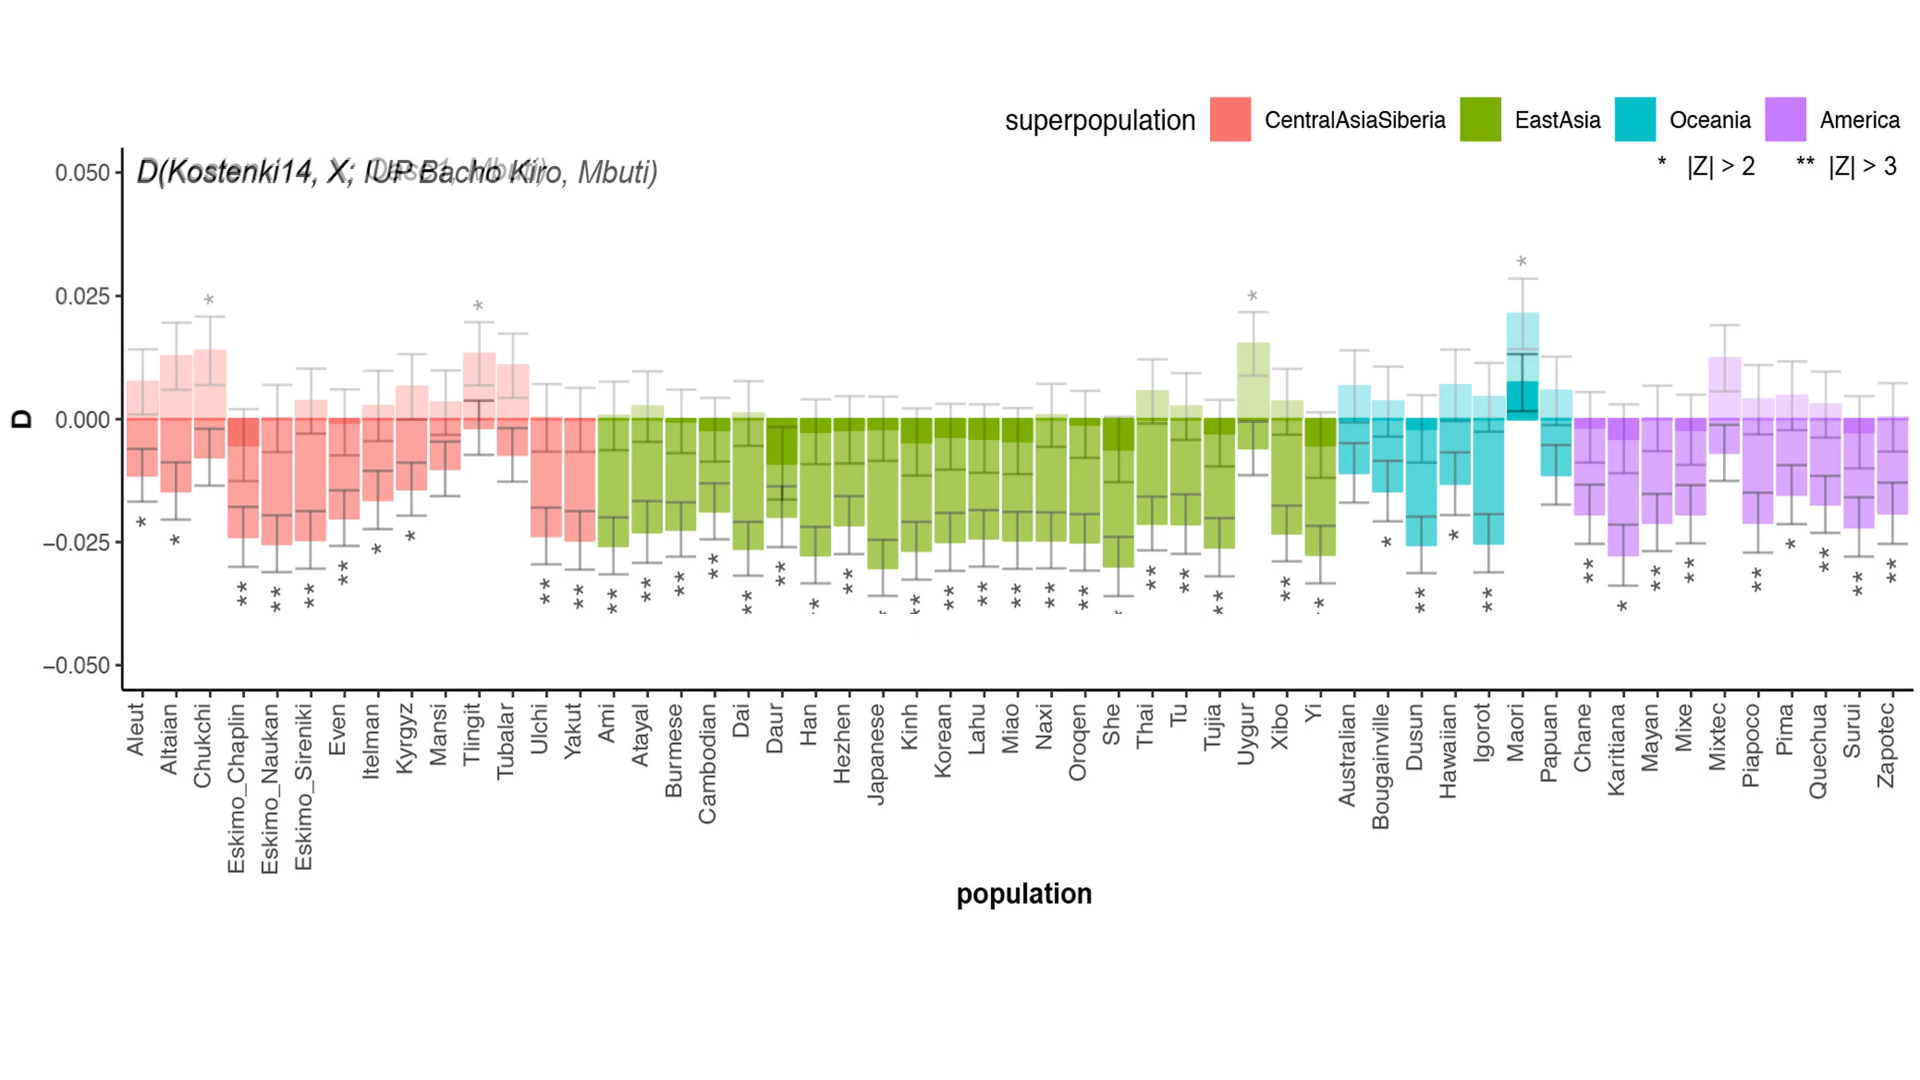 superpopulation CentralAsiaSiberia EastAsia Oceania America
* |Z| > 2 ** |Z| > 3
D(Kostenki14, X; IUP Bacho Kiro, Mbuti)
D
0.050
0.025
0.000
−0.025
−0.050
Aleut
Altaian
Chukchi
Eskimo_Chaplin
Eskimo_Naukan
Eskimo_Sireniki
Even
Itelman
Kyrgyz
Mansi
Tlingit
Tubalar
Ulchi
Yakut
Ami
Atayal
Burmese
Cambodian
Dai
Daur
Han
Hezhen
Japanese
Kinh
Korean
Lahu
Miao
Naxi
Oroqen
She
Thai
Tu
Tujia
Uygur
Xibo
Yi
Australian
Bougainville
Dusun
Hawaiian
Igorot
Maori
Papuan
Chane
Karitiana
Mayan
Mixe
Mixtec
Piapoco
Pima
Quechua
Surui
Zapotec
population